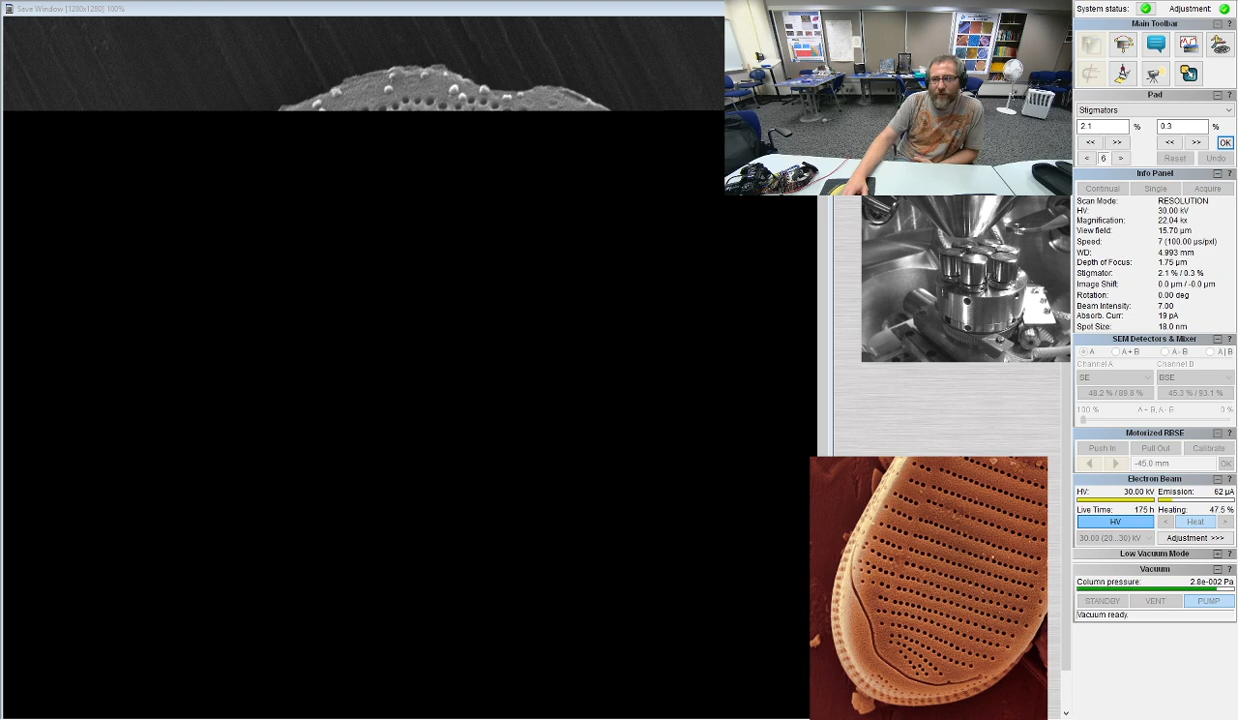 Save Window [1280x1280] 100%
System status: Adjustment:
Main Toolbar
Pad
Stigmators
2.1 % 0.3 %
<< >> << >> OK
< 6 > Reset Undo
Info Panel
Continual Single Acquire
Scan Mode: RESOLUTION
HV: 30.00 kV
Magnification: 22.04 kx
View field: 15.70 µm
Speed: 7 (100.00 µs/pxl)
WD: 4.993 mm
Depth of Focus: 1.75 µm
Stigmator: 2.1 % / 0.3 %
Image Shift: 0.0 µm / -0.0 µm
Rotation: 0.00 deg
Beam Intensity: 7.00
Absorb. Curr: 19 pA
Spot Size: 18.0 nm
SEM Detectors & Mixer
A A+B A-B A|B
Channel A Channel B
SE BSE
48.2 % / 89.8 % 45.3 % / 93.1 %
100 % A+B, A-B 0 %
Motorized RBSE
Push In Pull Out Calibrate
-45.0 mm OK
Electron Beam
HV: 30.00 kV Emission: 62 µA
Live Time: 175 h Heating: 47.5 %
HV < Heat >
30.00 (20...30) kV Adjustment >>>
Low Vacuum Mode
Vacuum
Column pressure: 2.8e-002 Pa
STANDBY VENT PUMP
Vacuum ready.